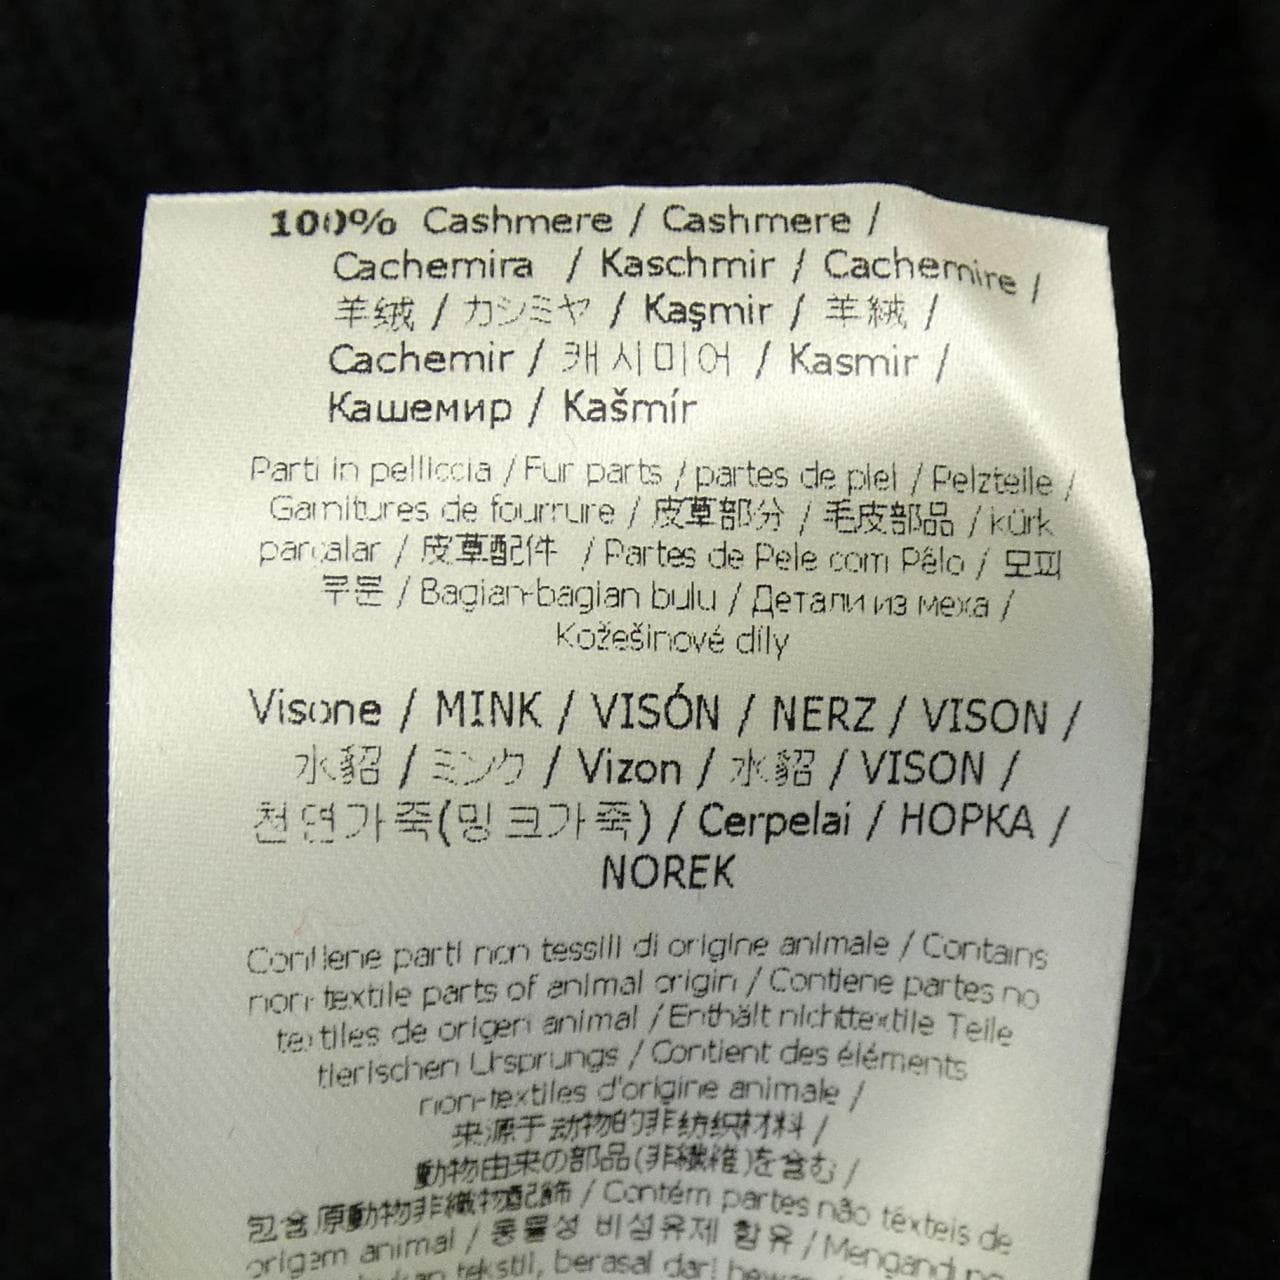 100% Cashmere / Cashmere /
Cachemira / Kaschmir / Cachemire /
羊绒 / カシミヤ / Kaşmir / 羊絨 /
Cachemir / 캐시미어 / Kasmir /
Кашемир / Kašmír
Parti in pelliccia / Fur parts / partes de piel / Pelzteile /
Garnitures de fourrure / 皮草部分 / 毛皮部品 / kürk
parçalar / 皮草配件 / Partes de Pele com Pêlo / 모피
부분 / Bagian-bagian bulu / Детали из меха /
Kožešinové díly
Visone / MINK / VISÓN / NERZ / VISON /
水貂 / ミンク / Vizon / 水貂 / VISON /
천연가죽(밍크가죽) / Cerpelai / НОРКА /
NOREK
Contiene parti non tessili di origine animale / Contains
non-textile parts of animal origin / Contiene partes no
textiles de origen animal / Enthält nichttextile Teile
tierischen Ursprungs / Contient des éléments
non-textiles d'origine animale /
来源于动物的非纺织材料 /
動物由来の部品(非繊維)を含む /
包含原動物非織物配飾 / Contém partes não têxteis de
origem animal / 동물성 비섬유제 함유 / Mengandung
tekstil, berasal dari